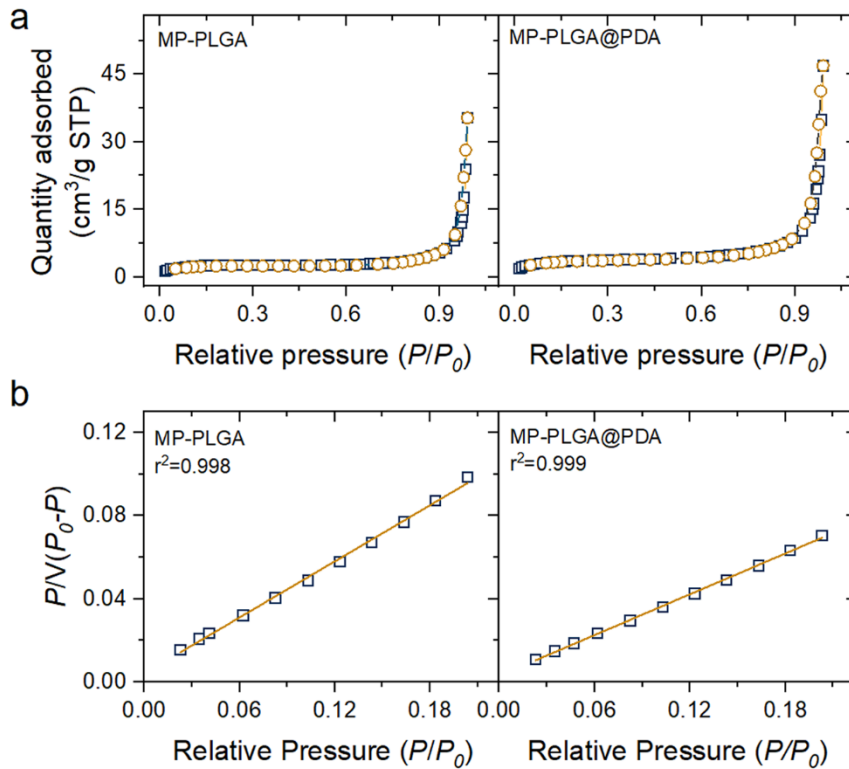 a
MP-PLGA
MP-PLGA@PDA
Quantity adsorbed
(cm³/g STP)
45
30
15
0
0.0 0.3 0.6 0.9
0.0 0.3 0.6 0.9
Relative pressure (P/P₀)
Relative pressure (P/P₀)
b
MP-PLGA
r²=0.998
MP-PLGA@PDA
r²=0.999
P/V(P₀-P)
0.12
0.08
0.04
0.00
0.00 0.06 0.12 0.18
0.00 0.06 0.12 0.18
Relative Pressure (P/P₀)
Relative Pressure (P/P₀)